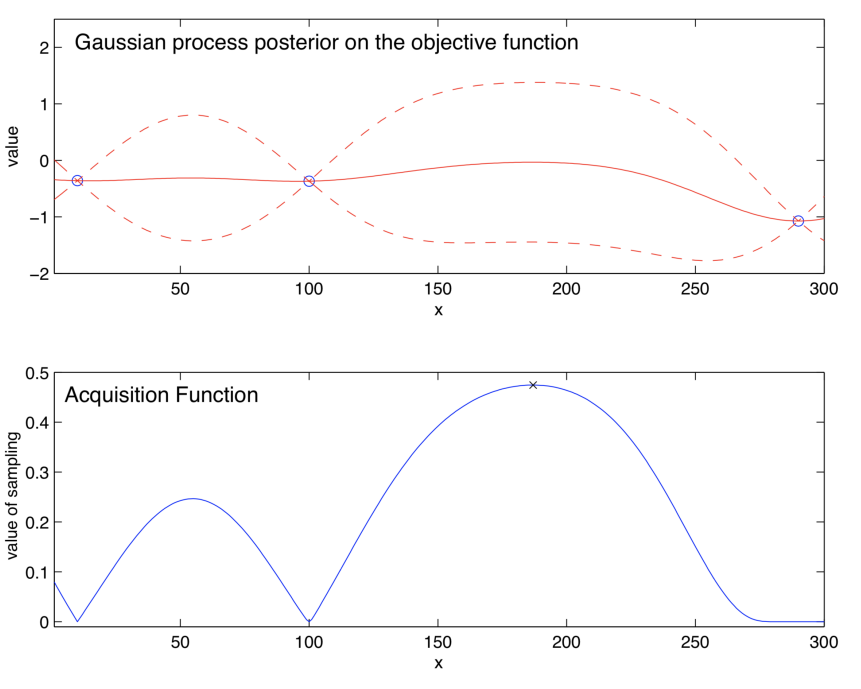 Gaussian process posterior on the objective function
value
2
1
0
−1
−2
50 100 150 200 250 300
x
Acquisition Function
value of sampling
0.5
0.4
0.3
0.2
0.1
0
50 100 150 200 250 300
x